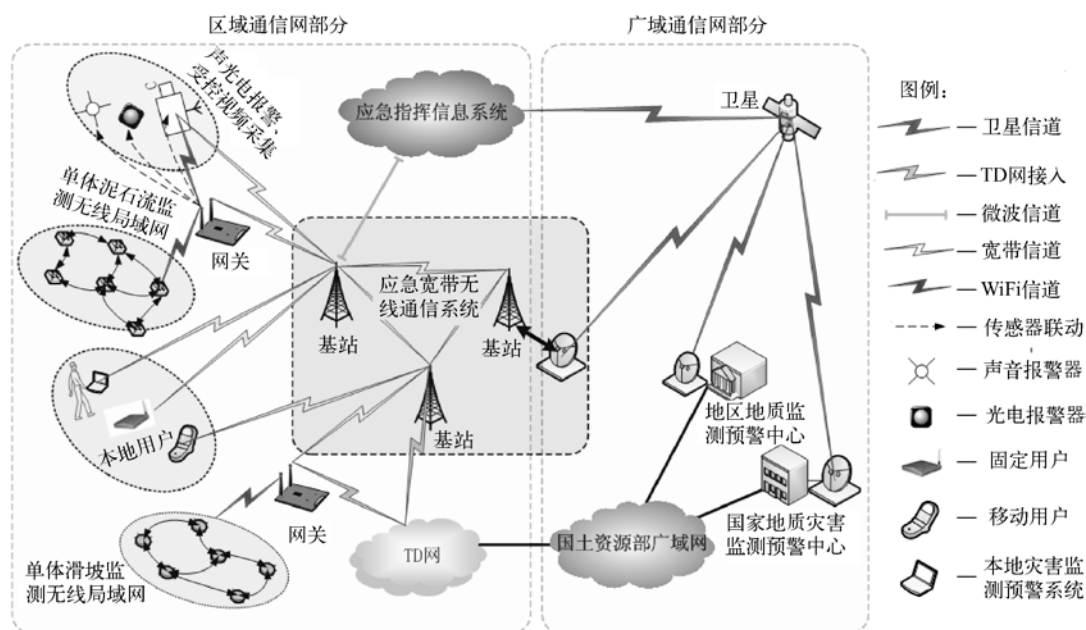 区域通信网部分
广域通信网部分
声光电报警、
受控视频采集
应急指挥信息系统
卫星
单体泥石流监
测无线局域网
网关
应急宽带无
线通信系统
基站
基站
基站
本地用户
地区地质监
测预警中心
网关
国家地质灾害
监测预警中心
TD网
国土资源部广域网
单体滑坡监
测无线局域网
图例:
—卫星信道
—TD网接入
—微波信道
—宽带信道
—WiFi信道
—传感器联动
—声音报警器
—光电报警器
—固定用户
—移动用户
—本地灾害监
测预警系统